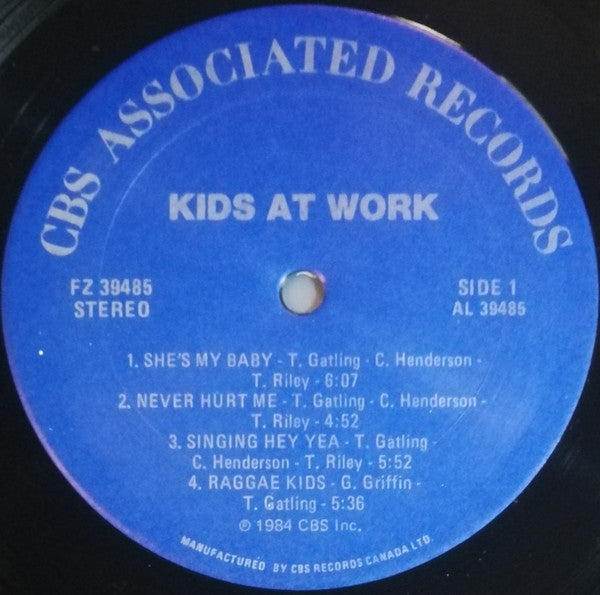 CBS ASSOCIATED RECORDS
KIDS AT WORK
FZ 39485
STEREO
SIDE 1
AL 39485
1. SHE'S MY BABY - T. Gatling - C. Henderson -
T. Riley - 6:07
2. NEVER HURT ME - T. Gatling - C. Henderson -
T. Riley - 4:52
3. SINGING HEY YEA - T. Gatling -
C. Henderson - T. Riley - 5:52
4. RAGGAE KIDS - G. Griffin -
T. Gatling - 5:36
℗ 1984 CBS Inc.
MANUFACTURED BY CBS RECORDS CANADA LTD.